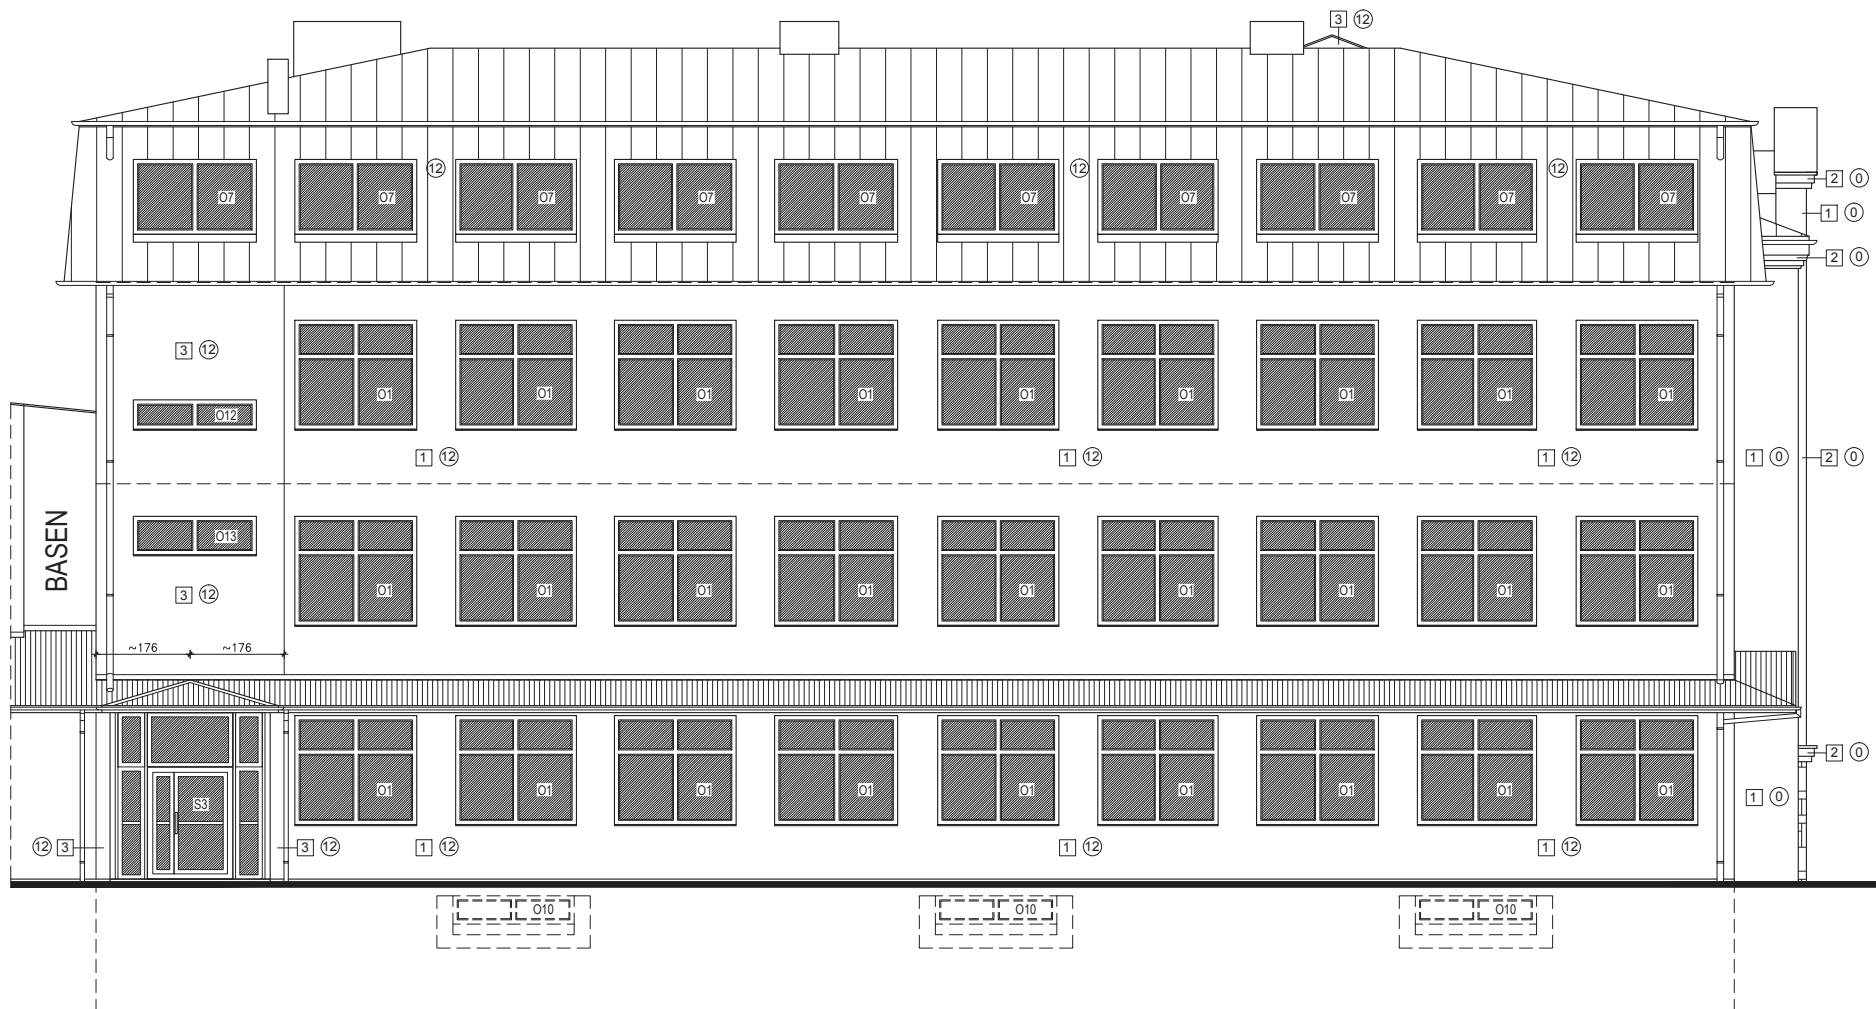 3 12
12 12 12
O7 O7 O7 O7 O7 O7 O7 O7 O7 O7
2 0
1 0
2 0
3 12
O12 O1 O1 O1 O1 O1 O1 O1 O1 O1
1 12 1 12 1 12 1 0 2 0
BASEN
O13
3 12 O1 O1 O1 O1 O1 O1 O1 O1 O1
~176 ~176
2 0
S3 O1 O1 O1 O1 O1 O1 O1 O1 O1
1 0
12 3 3 12 1 12 1 12 1 12
O10 O10 O10